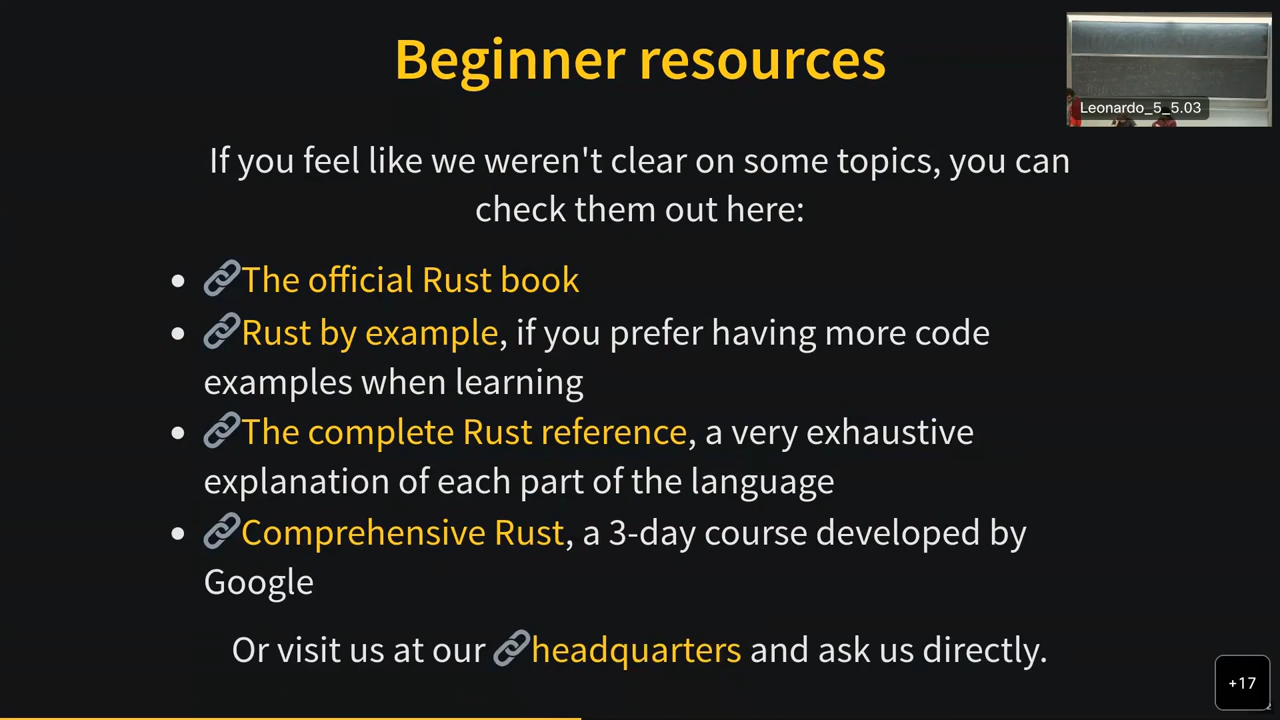 Beginner resources
Leonardo_5_5.03
If you feel like we weren't clear on some topics, you can
check them out here:
• 🔗The official Rust book
• 🔗Rust by example, if you prefer having more code
examples when learning
• 🔗The complete Rust reference, a very exhaustive
explanation of each part of the language
• 🔗Comprehensive Rust, a 3-day course developed by
Google
Or visit us at our 🔗headquarters and ask us directly.
+17